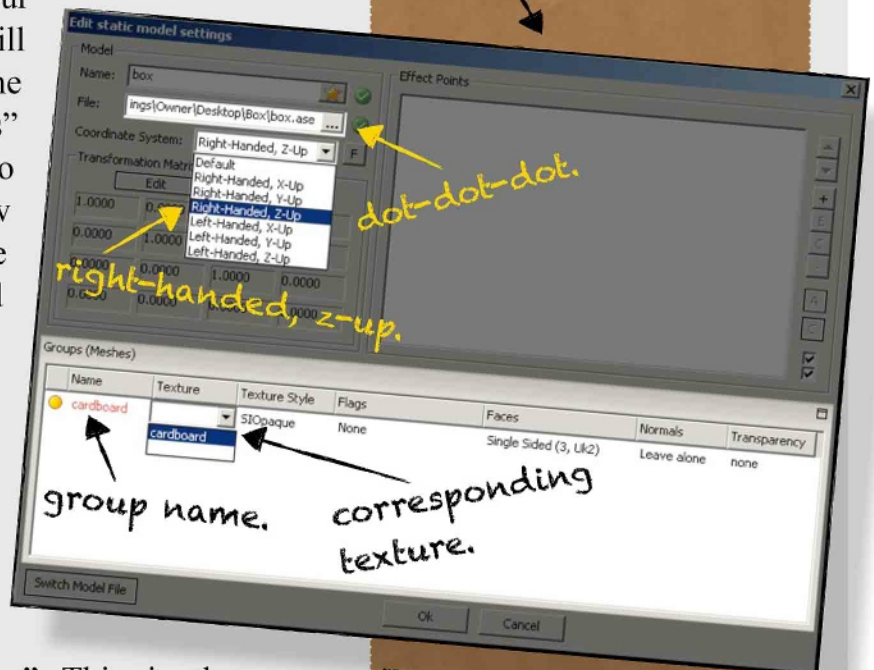 ill
ne
o
w
e
Edit static model settings
Model
Name: box
File: ings\Owner\Desktop\Box\box.ase ...
Coordinate System: Right-Handed, Z-Up F
Default
Right-Handed, X-Up
Right-Handed, Y-Up
Right-Handed, Z-Up
Left-Handed, X-Up
Left-Handed, Y-Up
Left-Handed, Z-Up
Transformation Matri
Edit
1.0000
0.0000 1.0000
0.0000 1.0000 0.0000
Effect Points
dot-dot-dot.
right-handed, z-up.
Groups (Meshes)
Name Texture Texture Style Flags Faces Normals Transparency
cardboard SIOpaque None Single Sided (3, Uk2) Leave alone none
cardboard
group name.
corresponding
texture.
Switch Model File
Ok Cancel